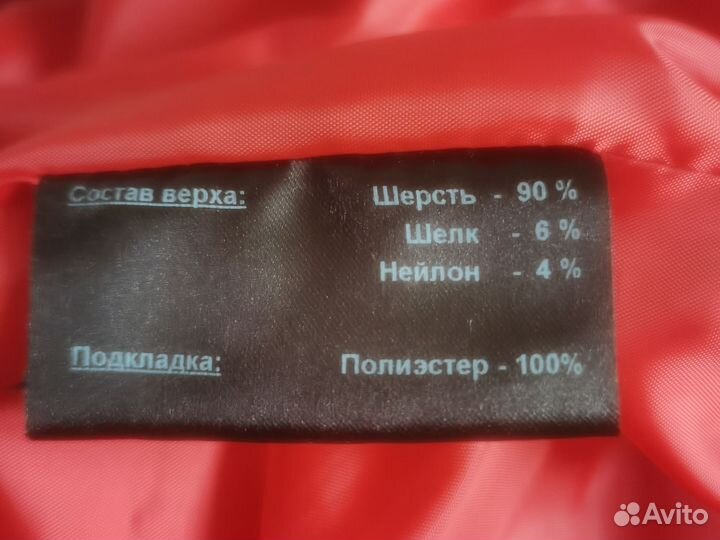 Состав верха: Шерсть - 90 %
Шелк - 6 %
Нейлон - 4 %
Подкладка: Полиэстер - 100%
Avito